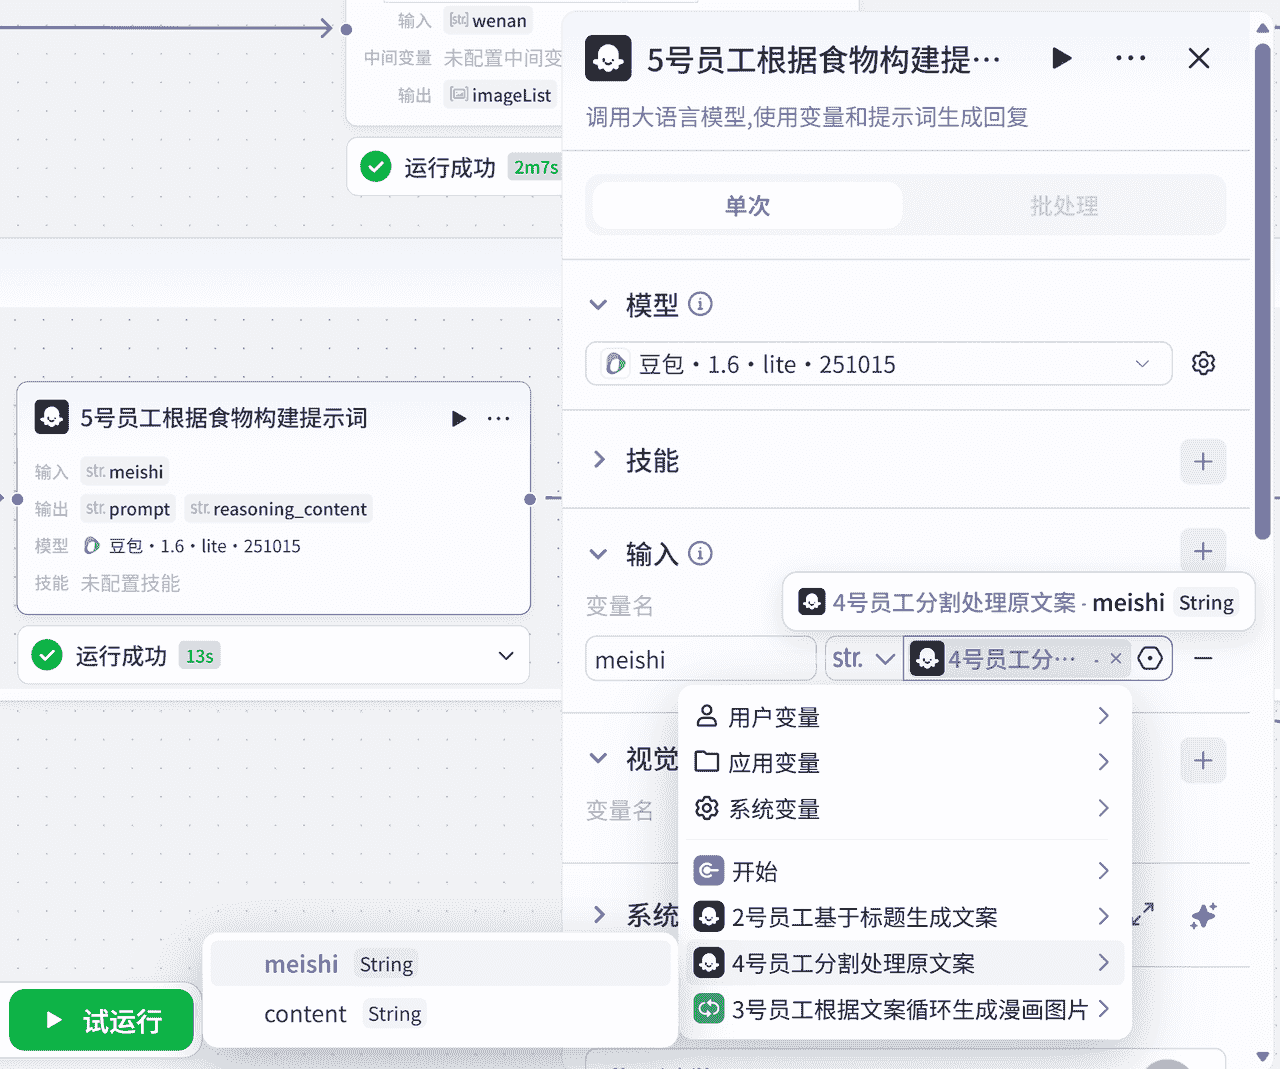 输入 str. wenan
中间变量 未配置中间变
输出 imageList
运行成功 2m7s
5号员工根据食物构建提示词
输入 str. meishi
输出 str. prompt str. reasoning_content
模型 豆包·1.6·lite·251015
技能 未配置技能
运行成功 13s
试运行
5号员工根据食物构建提···
调用大语言模型,使用变量和提示词生成回复
单次 批处理
模型
豆包·1.6·lite·251015
技能
输入
变量名
4号员工分割处理原文案 - meishi String
meishi str. 4号员工分··· -
视觉
变量名
系统
用户变量
应用变量
系统变量
开始
2号员工基于标题生成文案
4号员工分割处理原文案
3号员工根据文案循环生成漫画图片
meishi String
content String